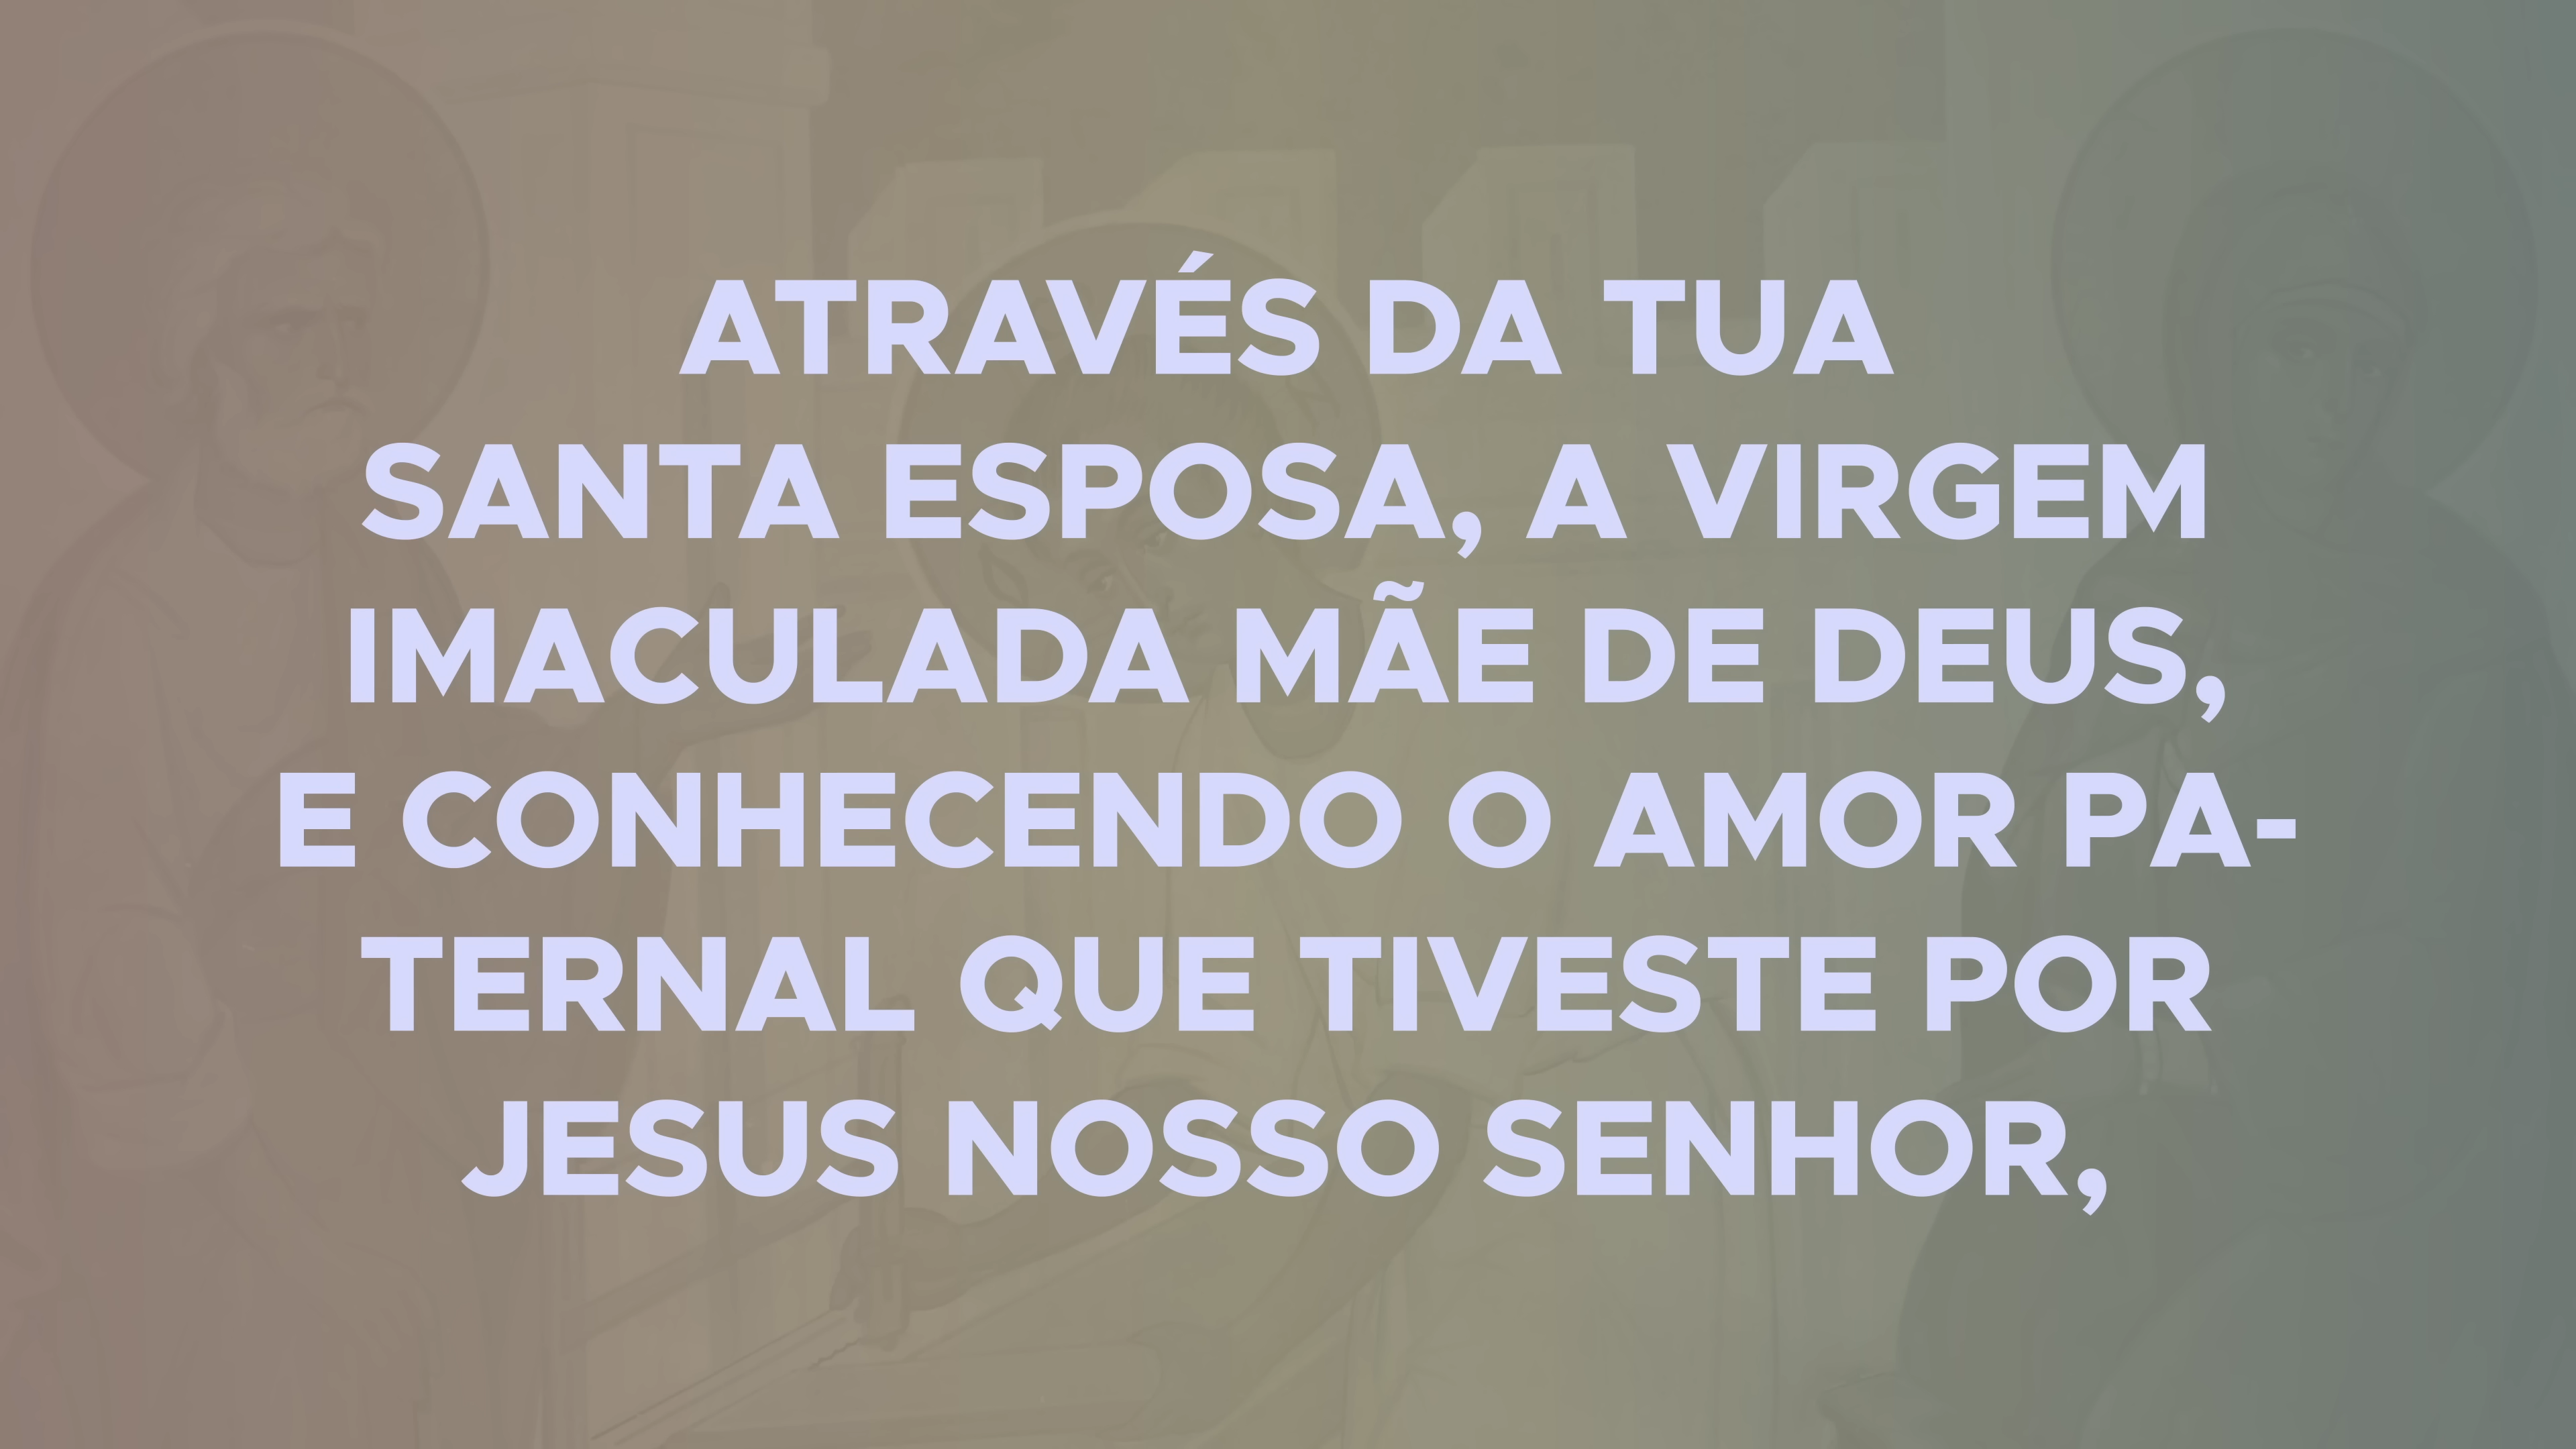 ATRAVÉS DA TUA
SANTA ESPOSA, A VIRGEM
IMACULADA MÃE DE DEUS,
E CONHECENDO O AMOR PA-
TERNAL QUE TIVESTE POR
JESUS NOSSO SENHOR,